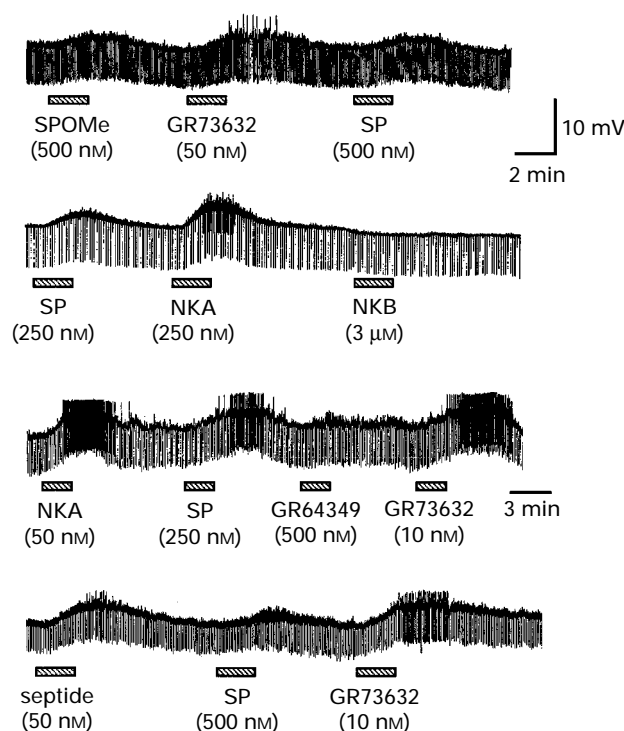 SPOMe GR73632 SP
(500 nM) (50 nM) (500 nM)
10 mV
2 min
SP NKA NKB
(250 nM) (250 nM) (3 µM)
NKA SP GR64349 GR73632
(50 nM) (250 nM) (500 nM) (10 nM)
3 min
septide SP GR73632
(50 nM) (500 nM) (10 nM)